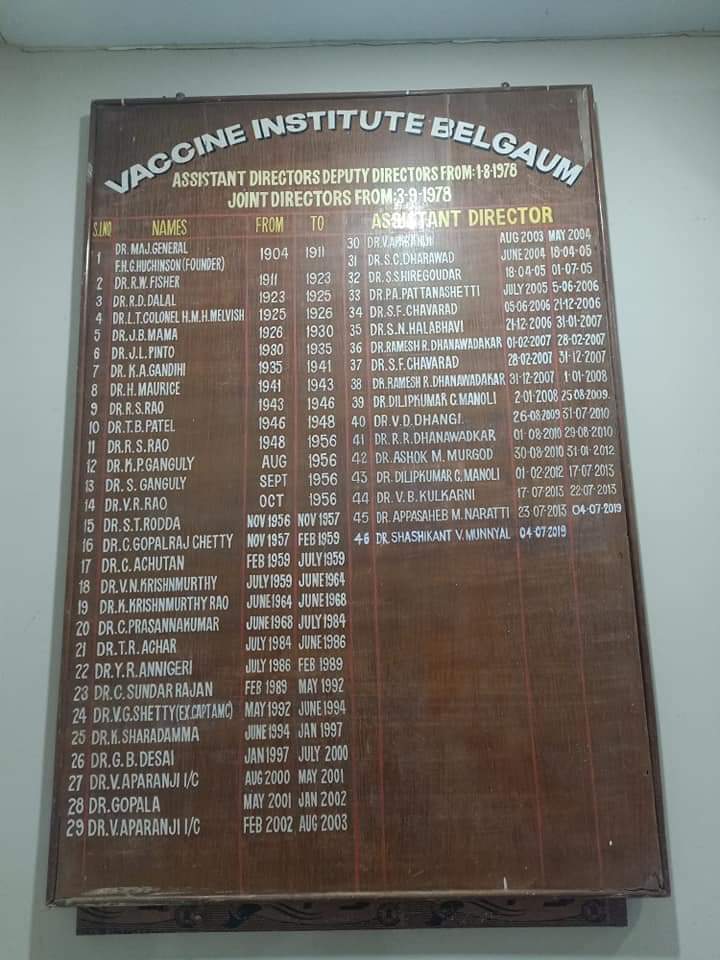 VACCINE INSTITUTE BELGAUM
ASSISTANT DIRECTORS DEPUTY DIRECTORS FROM:1-8-1978
JOINT DIRECTORS FROM:3-9-1978
S.I.NO NAMES FROM TO
1 DR. MAJ.GENERAL
F.H.G.HUCHINSON(FOUNDER) 1904 1911
2 DR.R.W.FISHER 1911 1923
3 DR.R.D.DALAL 1923 1925
4 DR.L.T.COLONEL H.M.H.MELVISH 1925 1926
5 DR.J.B.MAMA 1926 1930
6 DR.J.L.PINTO 1930 1935
7 DR.K.A.GANDHI 1935 1941
8 DR.H.MAURICE 1941 1943
9 DR.R.S.RAO 1943 1946
10 DR.T.B.PATEL 1946 1948
11 DR.R.S.RAO 1948 1956
12 DR.K.P.GANGULY AUG 1956
13 DR. S. GANGULY SEPT 1956
14 DR.V.R.RAO OCT 1956
15 DR.S.T.RODDA NOV 1956 NOV 1957
16 DR.C.GOPALRAJ CHETTY NOV 1957 FEB 1959
17 DR.C.ACHUTAN FEB 1959 JULY 1959
18 DR.V.N.KRISHNMURTHY JULY 1959 JUNE 1964
19 DR.K.KRISHNMURTHY RAO JUNE 1964 JUNE 1968
20 DR.C.PRASANNAKUMAR JUNE 1968 JULY 1984
21 DR.T.R.ACHAR JULY 1984 JUNE 1986
22 DR.Y.R.ANNIGERI JULY 1986 FEB 1989
23 DR.C.SUNDAR RAJAN FEB 1989 MAY 1992
24 DR.V.G.SHETTY(EX.CAPT.AMC) MAY 1992 JUNE 1994
25 DR.K.SHARADAMMA JUNE 1994 JAN 1997
26 DR.G.B.DESAI JAN 1997 JULY 2000
27 DR.V.APARANJI I/C AUG 2000 MAY 2001
28 DR.GOPALA MAY 2001 JAN 2002
29 DR.V.APARANJI I/C FEB 2002 AUG 2003
ASSISTANT DIRECTOR
30 DR.V.APARANJI AUG 2003 MAY 2004
31 DR.S.C.DHARAWAD JUNE 2004 18-04-05
32 DR.S.S.HIREGOUDAR 18-04-05 01-07-05
33 DR.P.A.PATTANASHETTI JULY 2005 5-06-2006
34 DR.S.F.CHAVARAD 05-06-2006 21-12-2006
35 DR.S.N.HALABHAVI 21-12-2006 31-01-2007
36 DR.RAMESH R.DHANAWADAKAR 01-02-2007 28-02-2007
37 DR.S.F.CHAVARAD 28-02-2007 31-12-2007
38 DR.RAMESH R.DHANAWADAKAR 31-12-2007 1-01-2008
39 DR.DILIPKUMAR C.MANOLI 2-01-2008 25-08-2009.
40 DR.V.D.DHANGI. 26-08-2009 31-07-2010
41 DR.R.R.DHANAWADKAR 01-08-2010 29-08-2010
42 DR.ASHOK M.MURGOD 30-08-2010 31-01-2012
43 DR.DILIPKUMAR C.MANOLI 01-02-2012 17-07-2013
44 DR. V.B.KULKARNI 17-07-2013 22-07-2013
45 DR.APPASAHEB M.NARATTI 23-07-2013 04-07-2019
46 DR.SHASHIKANT V.MUNNYAL 04-07-2019